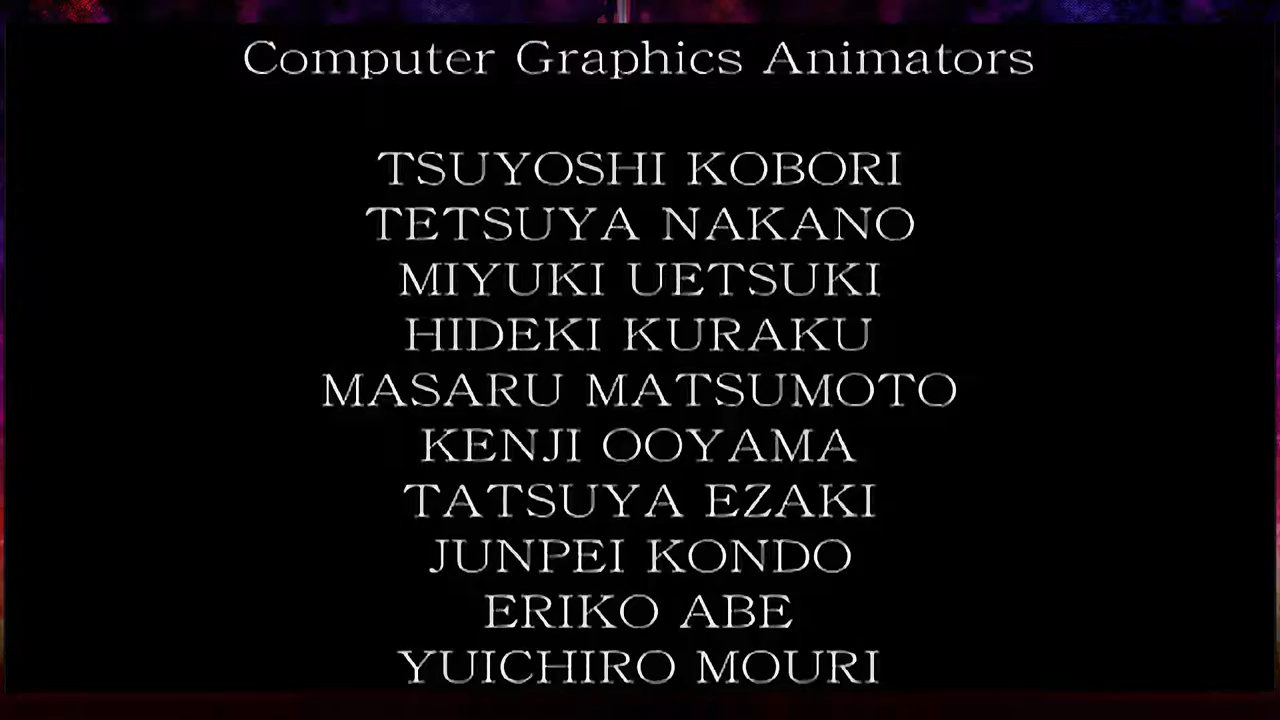 Computer Graphics Animators
TSUYOSHI KOBORI
TETSUYA NAKANO
MIYUKI UETSUKI
HIDEKI KURAKU
MASARU MATSUMOTO
KENJI OOYAMA
TATSUYA EZAKI
JUNPEI KONDO
ERIKO ABE
YUICHIRO MOURI